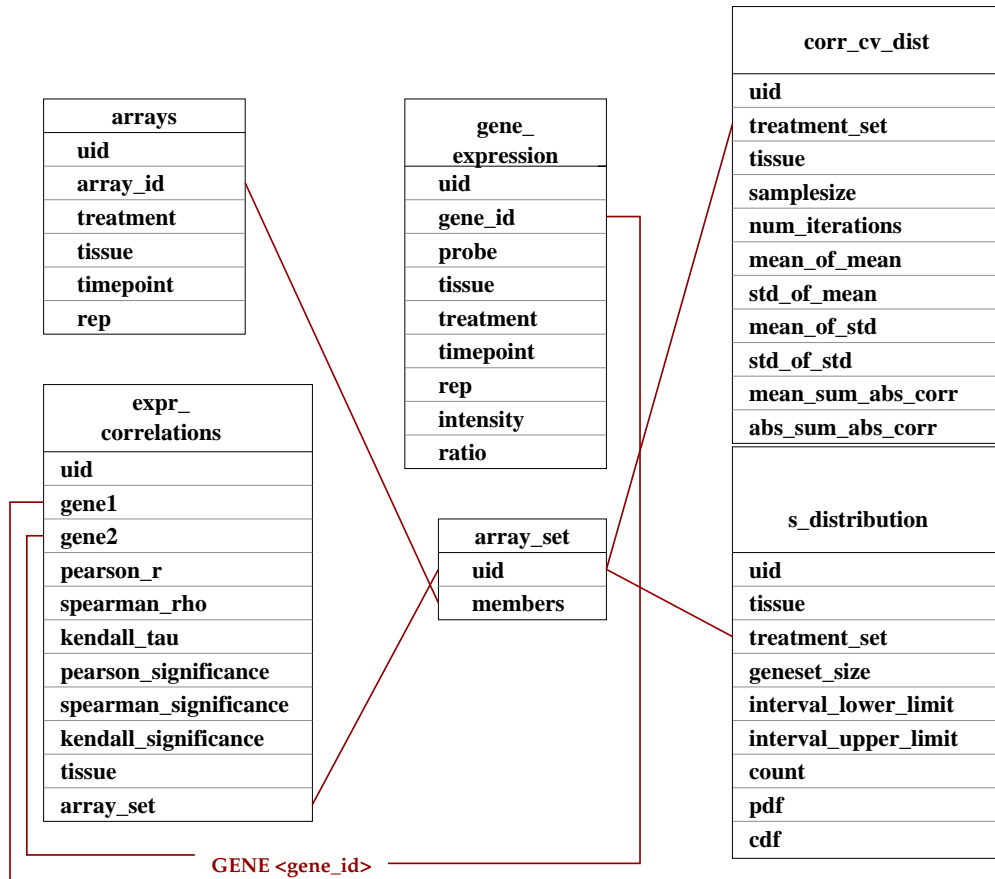 arrays
uid
array_id
treatment
tissue
timepoint
rep
expr_
correlations
uid
gene1
gene2
pearson_r
spearman_rho
kendall_tau
pearson_significance
spearman_significance
kendall_significance
tissue
array_set
gene_
expression
uid
gene_id
probe
tissue
treatment
timepoint
rep
intensity
ratio
array_set
uid
members
corr_cv_dist
uid
treatment_set
tissue
samplesize
num_iterations
mean_of_mean
std_of_mean
mean_of_std
std_of_std
mean_sum_abs_corr
abs_sum_abs_corr
s_distribution
uid
tissue
treatment_set
geneset_size
interval_lower_limit
interval_upper_limit
count
pdf
cdf
GENE <gene_id>